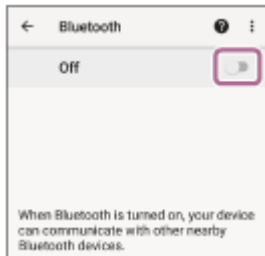 Bluetooth
Off
When Bluetooth is turned on, your device
can communicate with other nearby
Bluetooth devices.